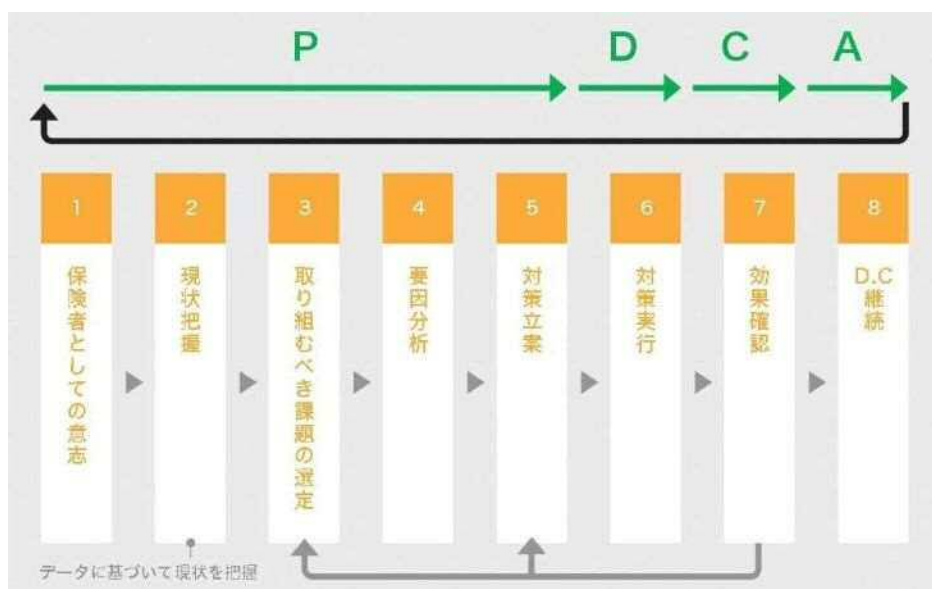 P
D
C
A
1
2
3
4
5
6
7
8
保険者としての意志
現状把握
取り組むべき課題の選定
要因分析
対策立案
対策実行
効果確認
D.C継続
データに基づいて現状を把握